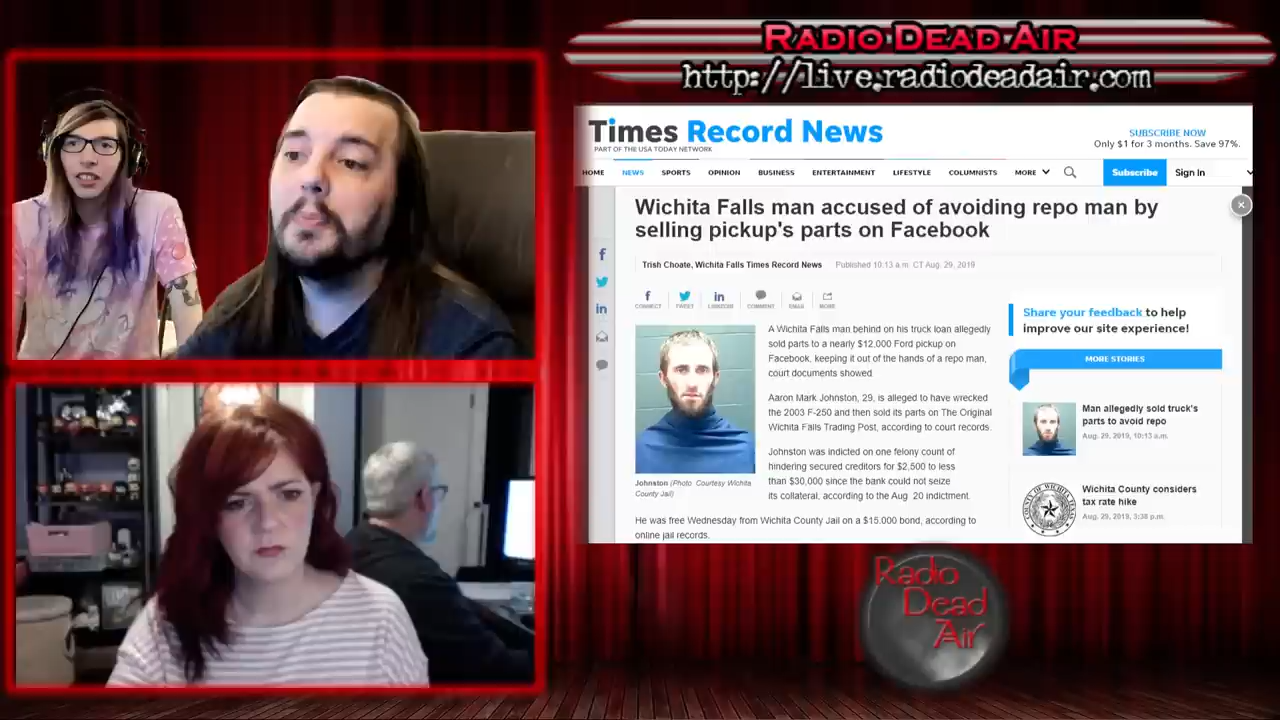 Radio Dead Air
http://live.radiodeadair.com
Times Record News
PART OF THE USA TODAY NETWORK
SUBSCRIBE NOW
Only $1 for 3 months. Save 97%.
HOME NEWS SPORTS OPINION BUSINESS ENTERTAINMENT LIFESTYLE COLUMNISTS MORE Subscribe Sign In
Wichita Falls man accused of avoiding repo man by
selling pickup's parts on Facebook
Trish Choate, Wichita Falls Times Record News Published 10:13 a.m. CT Aug. 29, 2019
CONNECT TWEET LINKEDIN COMMENT EMAIL MORE
A Wichita Falls man behind on his truck loan allegedly
sold parts to a nearly $12,000 Ford pickup on
Facebook, keeping it out of the hands of a repo man,
court documents showed.
Aaron Mark Johnston, 29, is alleged to have wrecked
the 2003 F-250 and then sold its parts on The Original
Wichita Falls Trading Post, according to court records.
Johnston was indicted on one felony count of
hindering secured creditors for $2,500 to less
than $30,000 since the bank could not seize
its collateral, according to the Aug. 20 indictment.
Johnston (Photo: Courtesy Wichita
County Jail)
He was free Wednesday from Wichita County Jail on a $15,000 bond, according to
online jail records.
Share your feedback to help
improve our site experience!
MORE STORIES
Man allegedly sold truck's
parts to avoid repo
Aug. 29, 2019, 10:13 a.m.
Wichita County considers
tax rate hike
Aug. 29, 2019, 3:38 p.m.
Radio
Dead
Air